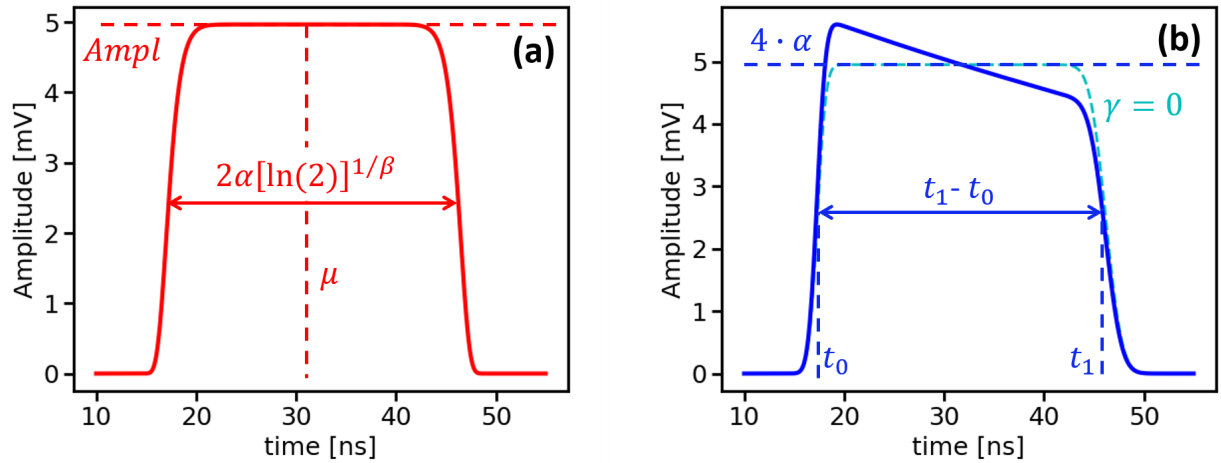 (a)
Ampl
2α[ln(2)]^{1/β}
μ
Amplitude [mV]
5
4
3
2
1
0
10 20 30 40 50
time [ns]
(b)
4 · α
γ = 0
t₁- t₀
t₀
t₁
Amplitude [mV]
5
4
3
2
1
0
10 20 30 40 50
time [ns]